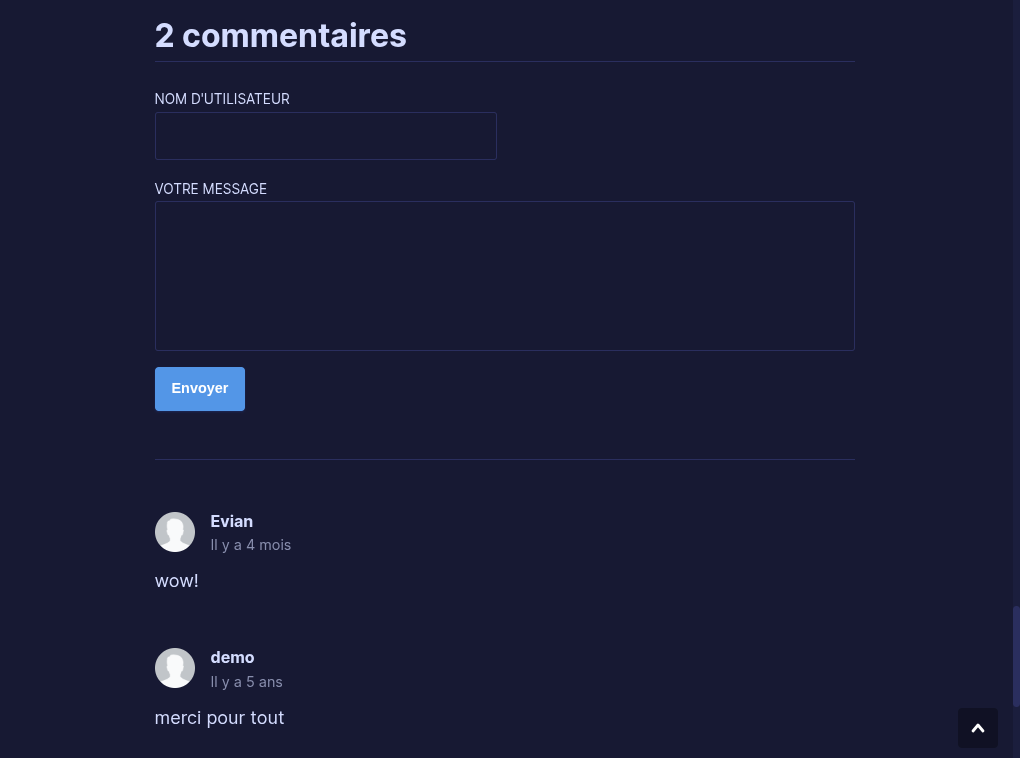 2 commentaires
NOM D'UTILISATEUR
VOTRE MESSAGE
Envoyer
Evian
Il y a 4 mois
wow!
demo
Il y a 5 ans
merci pour tout